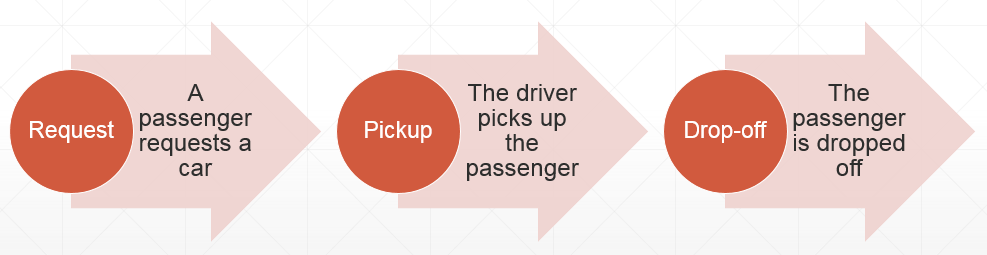 Request
A
passenger
requests a
car
Pickup
The driver
picks up
the
passenger
Drop-off
The
passenger
is dropped
off